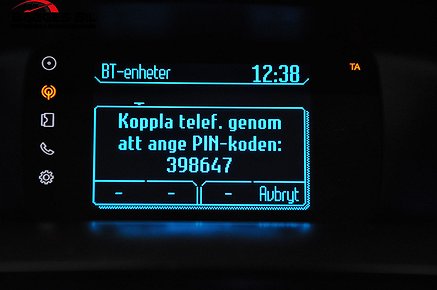 BT-enheter 12:38 TA
Koppla telef. genom
att ange PIN-koden:
398647
- - - Avbryt